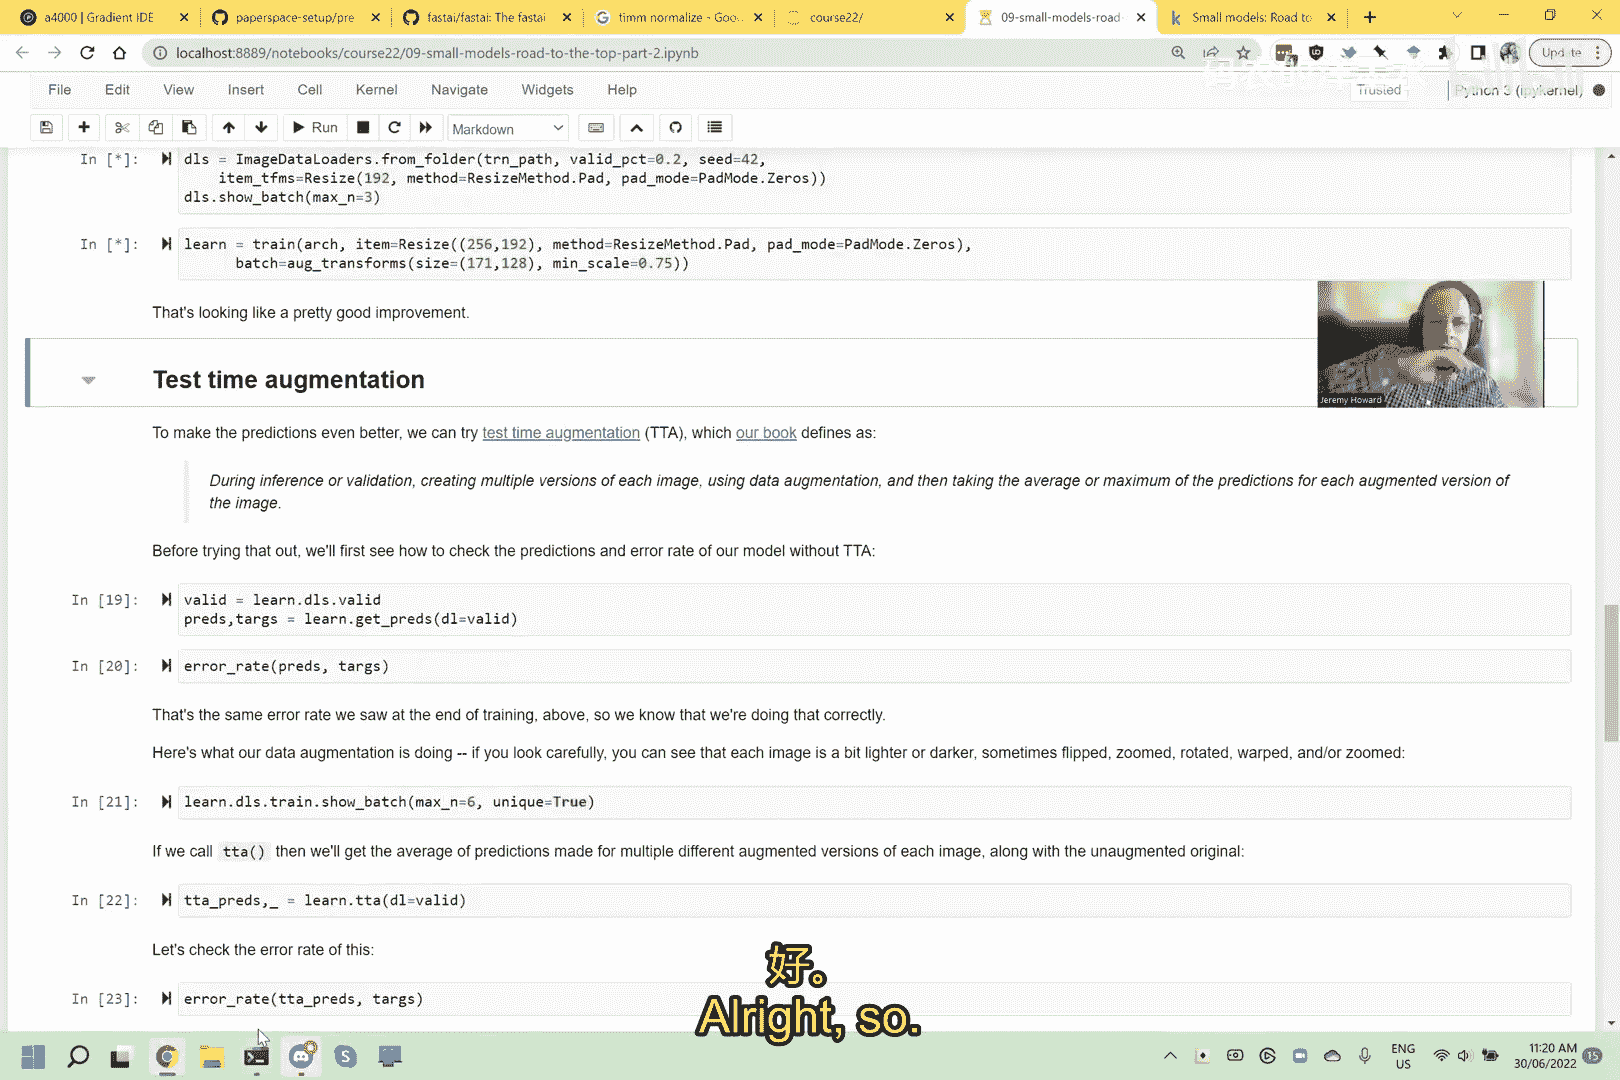 a4000 | Gradient IDE
paperspace-setup/pre
fastai/fastai: The fastai
timm normalize - Goo
course22/
09-small-models-road
Small models: Road to
localhost:8889/notebooks/course22/09-small-models-road-to-the-top-part-2.ipynb
Update
File Edit View Insert Cell Kernel Navigate Widgets Help
Trusted
Python 3 (ipykernel)
Run
Markdown
In [*]: dls = ImageDataLoaders.from_folder(trn_path, valid_pct=0.2, seed=42,
item_tfms=Resize(192, method=ResizeMethod.Pad, pad_mode=PadMode.Zeros))
dls.show_batch(max_n=3)
In [*]: learn = train(arch, item=Resize((256,192), method=ResizeMethod.Pad, pad_mode=PadMode.Zeros),
batch=aug_transforms(size=(171,128), min_scale=0.75))
That's looking like a pretty good improvement.
Test time augmentation
Jeremy Howard
To make the predictions even better, we can try test time augmentation (TTA), which our book defines as:
During inference or validation, creating multiple versions of each image, using data augmentation, and then taking the average or maximum of the predictions for each augmented version of
the image.
Before trying that out, we'll first see how to check the predictions and error rate of our model without TTA:
In [19]: valid = learn.dls.valid
preds,targs = learn.get_preds(dl=valid)
In [20]: error_rate(preds, targs)
That's the same error rate we saw at the end of training, above, so we know that we're doing that correctly.
Here's what our data augmentation is doing -- if you look carefully, you can see that each image is a bit lighter or darker, sometimes flipped, zoomed, rotated, warped, and/or zoomed:
In [21]: learn.dls.train.show_batch(max_n=6, unique=True)
If we call tta() then we'll get the average of predictions made for multiple different augmented versions of each image, along with the unaugmented original:
In [22]: tta_preds,_ = learn.tta(dl=valid)
Let's check the error rate of this:
In [23]: error_rate(tta_preds, targs)
好。
Alright, so.
ENG
US
11:20 AM
30/06/2022
15